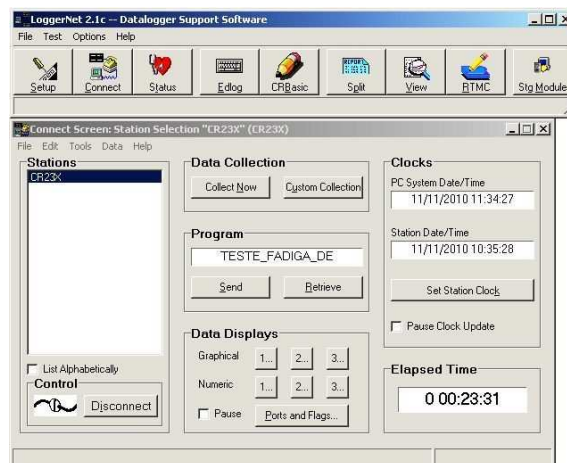 LoggerNet 2.1c -- Datalogger Support Software
File Test Options Help
Setup Connect Status Edlog CRBasic Split View RTMC Stg Module
Connect Screen: Station Selection "CR23X" (CR23X)
File Edit Tools Data Help
Stations
CR23X
List Alphabetically
Control
Disconnect
Data Collection
Collect Now Custom Collection
Program
TESTE_FADIGA_DE
Send Retrieve
Data Displays
Graphical 1... 2... 3...
Numeric 1... 2... 3...
Pause Ports and Flags...
Clocks
PC System Date/Time
11/11/2010 11:34:27
Station Date/Time
11/11/2010 10:35:28
Set Station Clock
Pause Clock Update
Elapsed Time
0 00:23:31